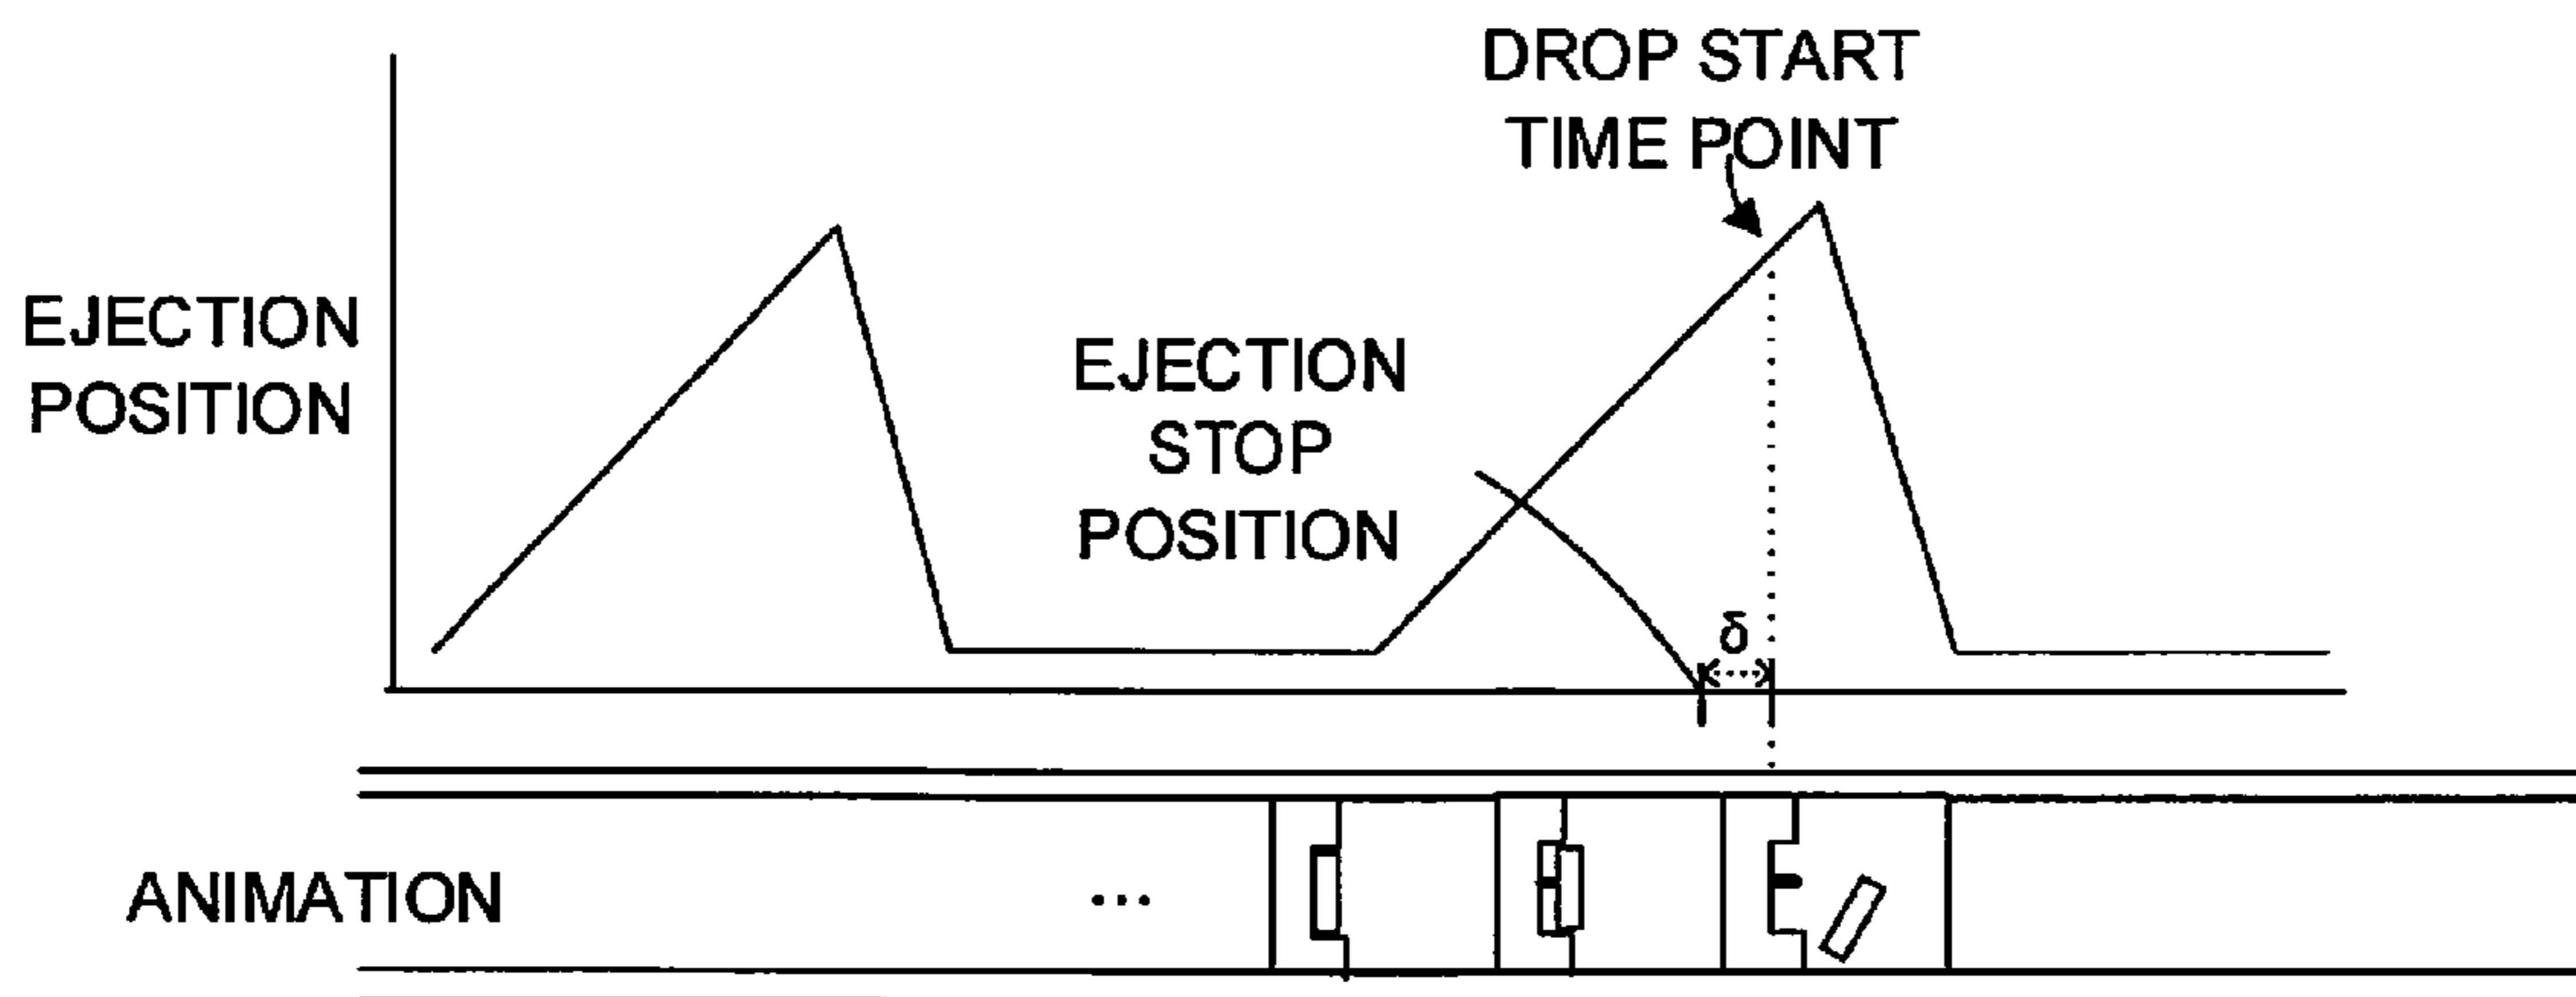 DROP START
TIME POINT
EJECTION
POSITION
EJECTION
STOP
POSITION
δ
ANIMATION
...